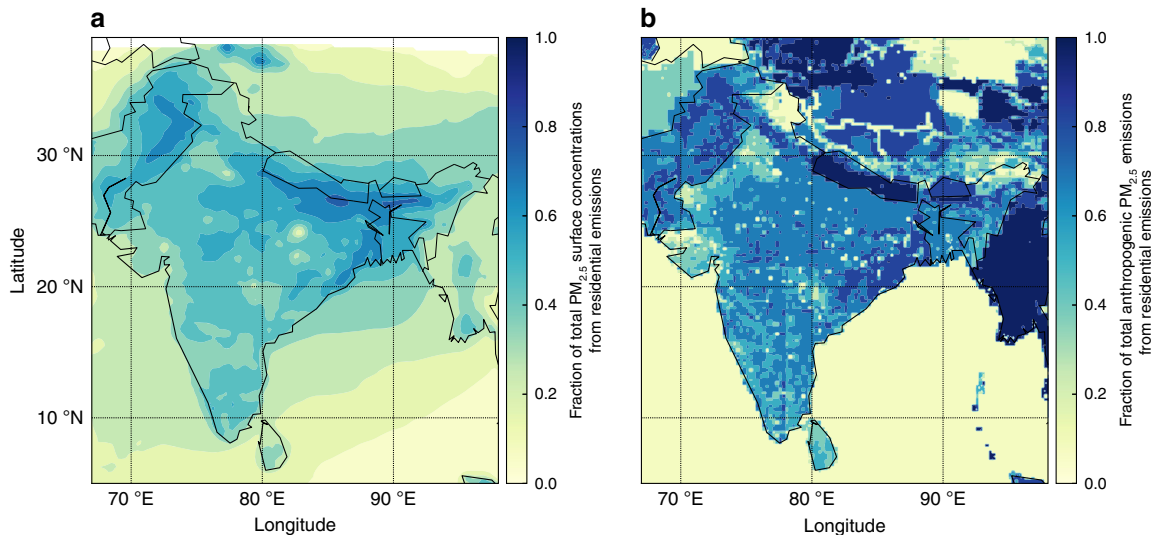 a
b
30 °N
20 °N
10 °N
Latitude
70 °E
80 °E
90 °E
Longitude
1.0
0.8
0.6
0.4
0.2
0.0
Fraction of total PM2.5 surface concentrations
from residential emissions
70 °E
80 °E
90 °E
Longitude
1.0
0.8
0.6
0.4
0.2
0.0
Fraction of total anthropogenic PM2.5 emissions
from residential emissions